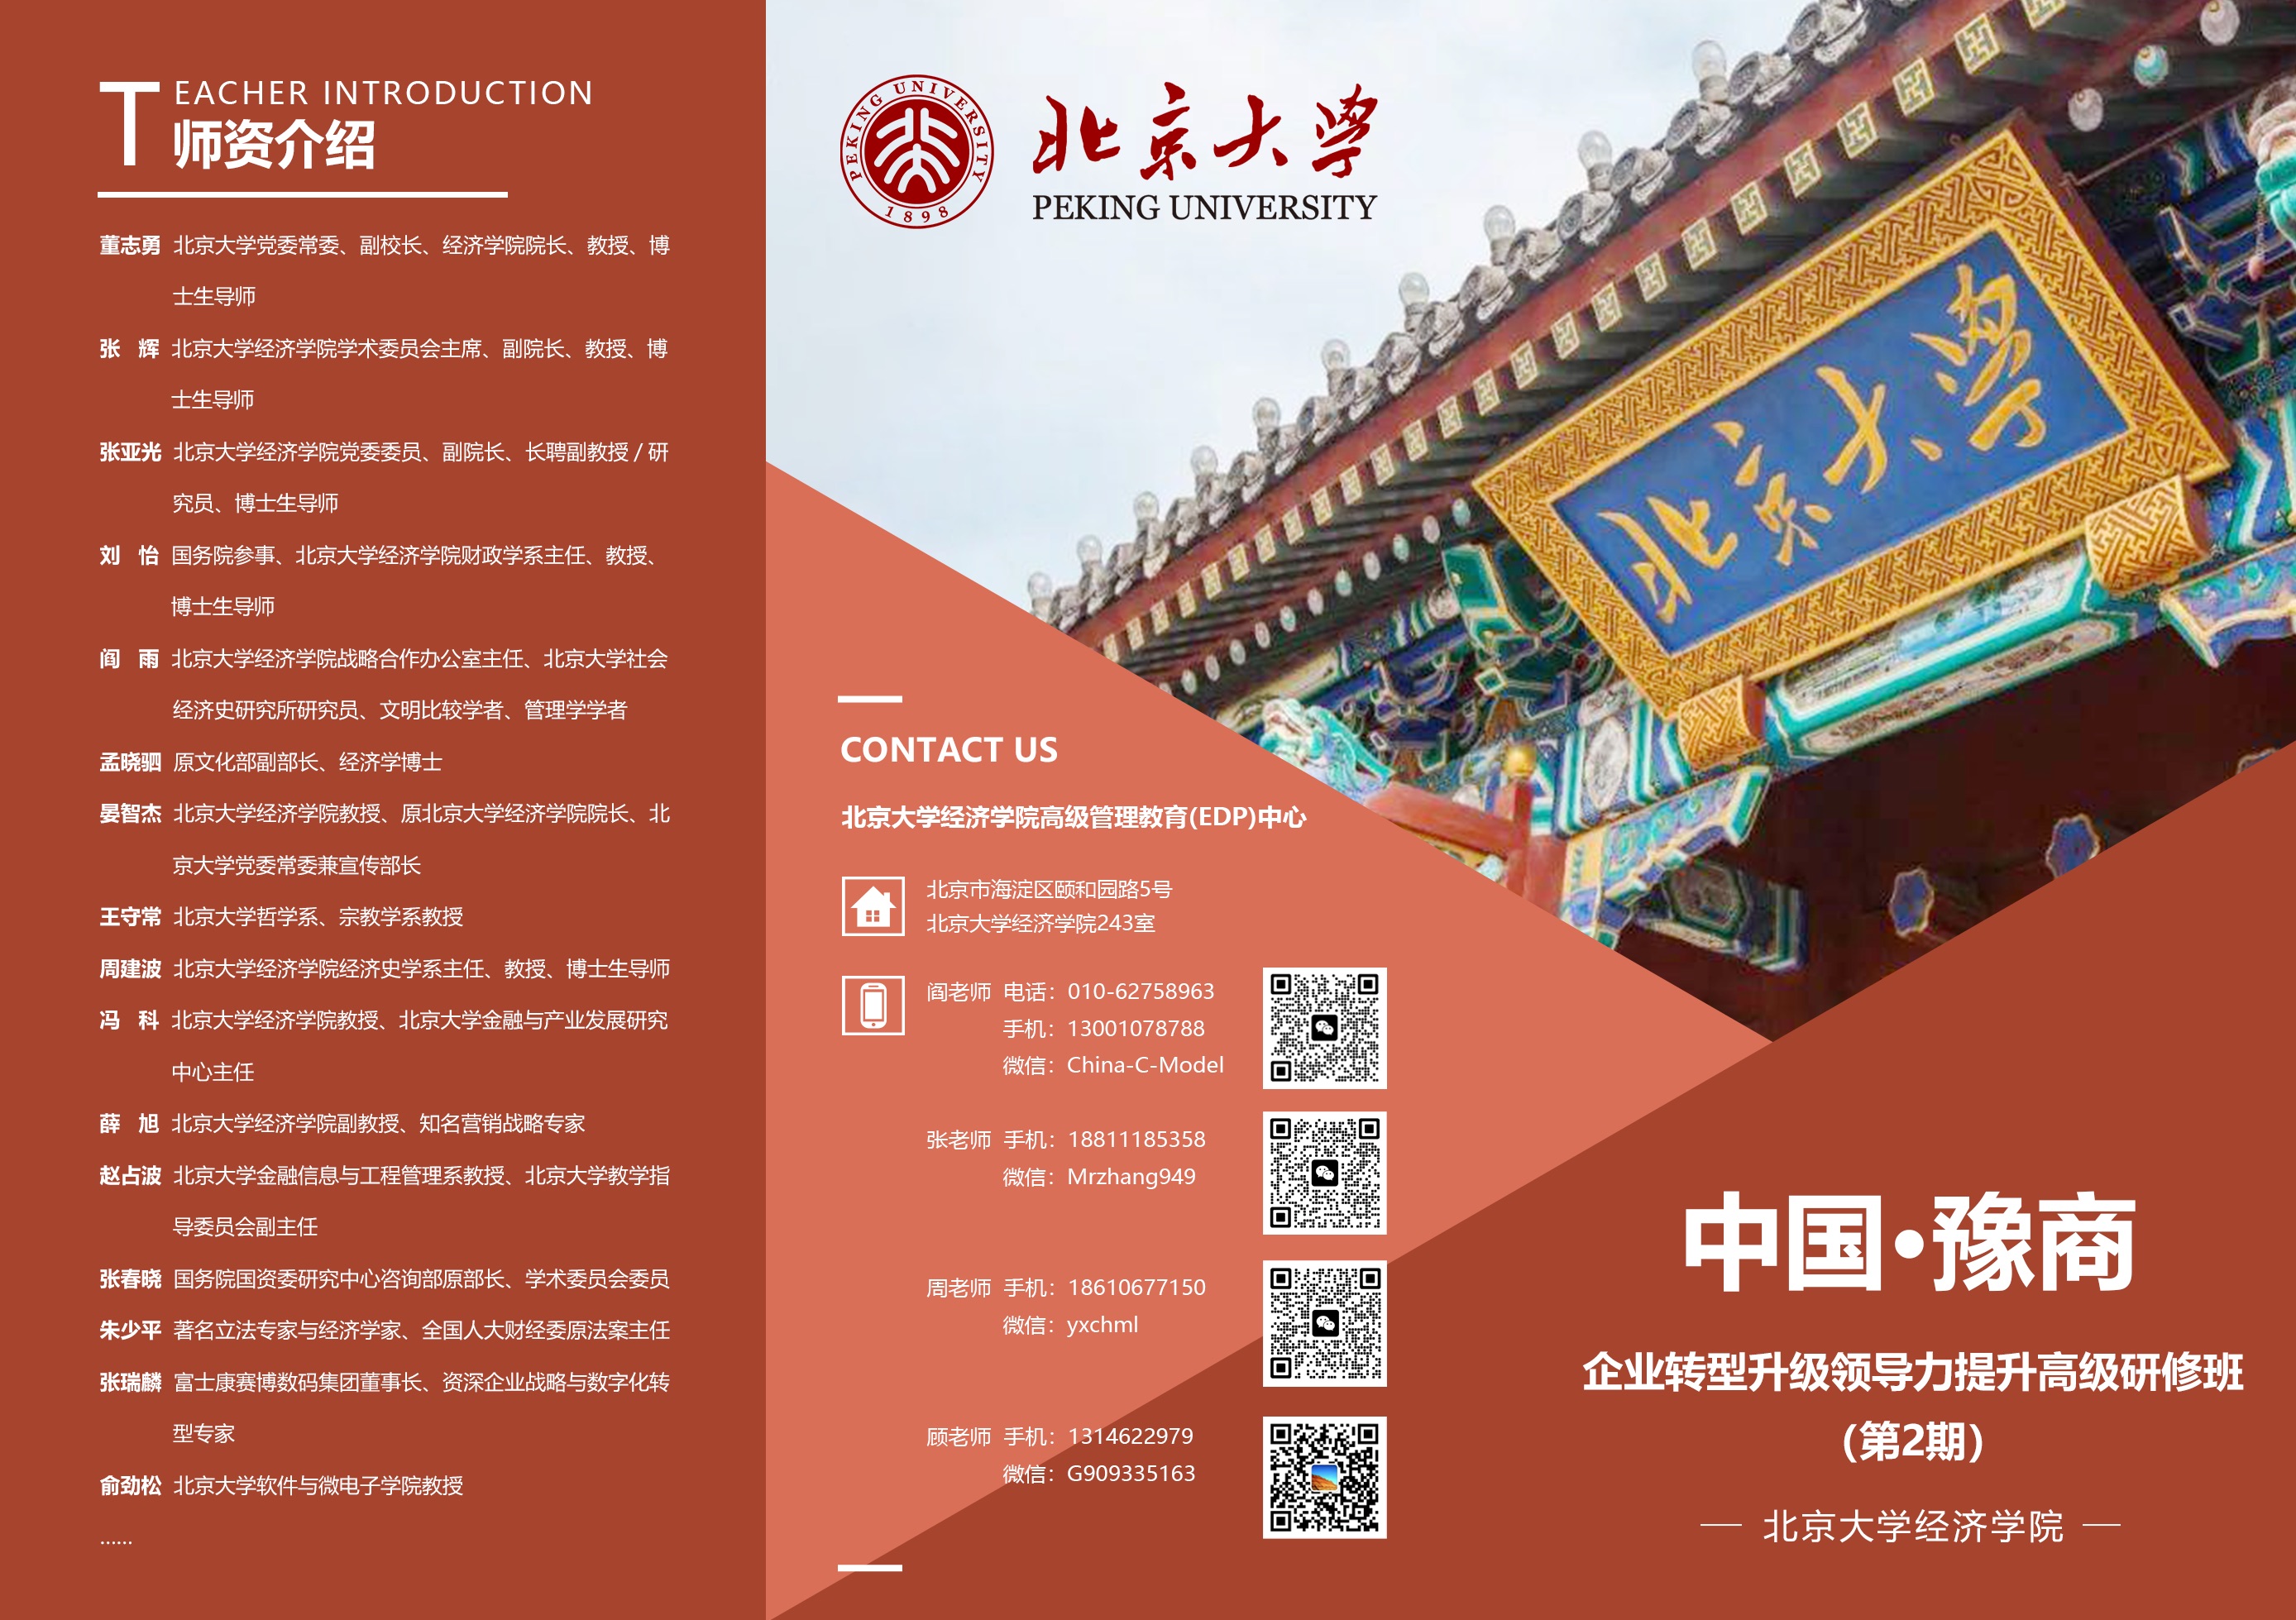 TEACHER INTRODUCTION
师资介绍
董志勇 北京大学党委常委、副校长、经济学院院长、教授、博
士生导师
张 辉 北京大学经济学院学术委员会主席、副院长、教授、博
士生导师
张亚光 北京大学经济学院党委委员、副院长、长聘副教授 / 研
究员、博士生导师
刘 怡 国务院参事、北京大学经济学院财政学系主任、教授、
博士生导师
阎 雨 北京大学经济学院战略合作办公室主任、北京大学社会
经济史研究所研究员、文明比较学者、管理学学者
孟晓驷 原文化部副部长、经济学博士
晏智杰 北京大学经济学院教授、原北京大学经济学院院长、北
京大学党委常委兼宣传部长
王守常 北京大学哲学系、宗教学系教授
周建波 北京大学经济学院经济史学系主任、教授、博士生导师
冯 科 北京大学经济学院教授、北京大学金融与产业发展研究
中心主任
薛 旭 北京大学经济学院副教授、知名营销战略专家
赵占波 北京大学金融信息与工程管理系教授、北京大学教学指
导委员会副主任
张春晓 国务院国资委研究中心咨询部原部长、学术委员会委员
朱少平 著名立法专家与经济学家、全国人大财经委原法案主任
张瑞麟 富士康赛博数码集团董事长、资深企业战略与数字化转
型专家
俞劲松 北京大学软件与微电子学院教授
......
PEKING UNIVERSITY
1898
北京大学
PEKING UNIVERSITY
北京大学
CONTACT US
北京大学经济学院高级管理教育(EDP)中心
北京市海淀区颐和园路5号
北京大学经济学院243室
阎老师 电话：010-62758963
手机：13001078788
微信：China-C-Model
张老师 手机：18811185358
微信：Mrzhang949
周老师 手机：18610677150
微信：yxchml
顾老师 手机：1314622979
微信：G909335163
中国·豫商
企业转型升级领导力提升高级研修班
（第2期）
— 北京大学经济学院 —